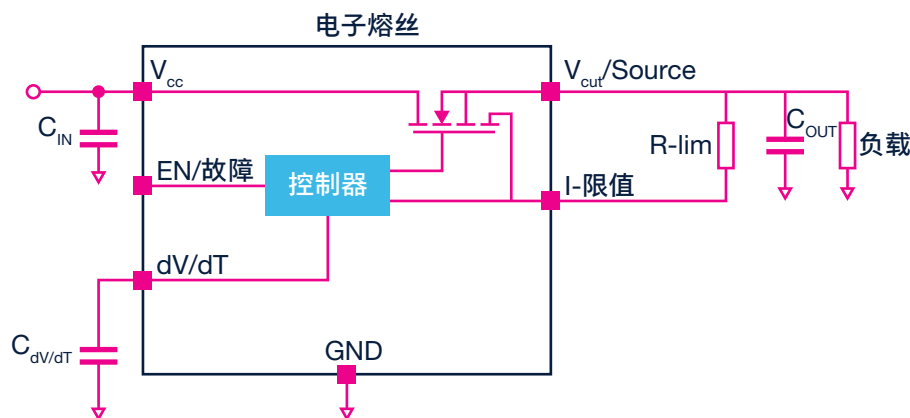 电子熔丝
Vcc
Vcut/Source
CIN
R-lim
COUT
负载
EN/故障
控制器
I-限值
dV/dT
CdV/dT
GND